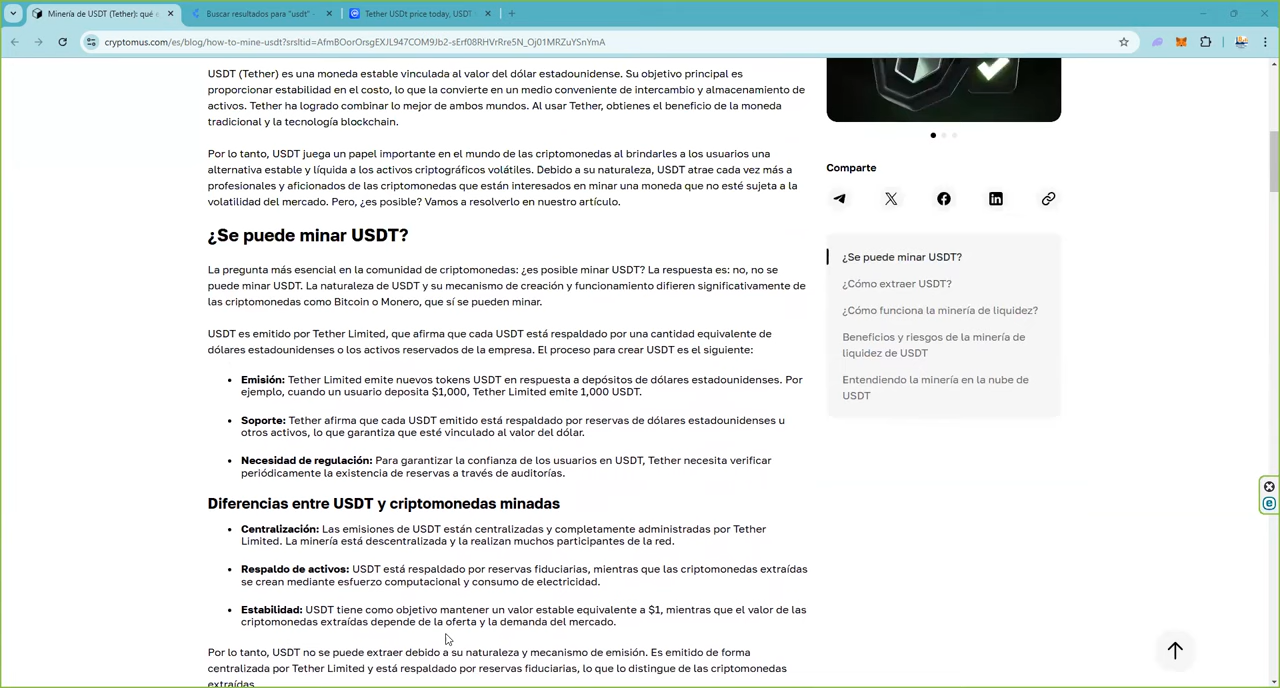 Minería de USDT (Tether): qué e
Buscar resultados para "usdt" -
Tether USDt price today, USDT
cryptomus.com/es/blog/how-to-mine-usdt?srsltid=AfmBOorOrsgEXJL947COM9Jb2-sErf08RHVrRre5N_Oj01MRZuYSnYmA
USDT (Tether) es una moneda estable vinculada al valor del dólar estadounidense. Su objetivo principal es
proporcionar estabilidad en el costo, lo que la convierte en un medio conveniente de intercambio y almacenamiento de
activos. Tether ha logrado combinar lo mejor de ambos mundos. Al usar Tether, obtienes el beneficio de la moneda
tradicional y la tecnología blockchain.
Por lo tanto, USDT juega un papel importante en el mundo de las criptomonedas al brindarles a los usuarios una
alternativa estable y líquida a los activos criptográficos volátiles. Debido a su naturaleza, USDT atrae cada vez más a
profesionales y aficionados de las criptomonedas que están interesados en minar una moneda que no esté sujeta a la
volatilidad del mercado. Pero, ¿es posible? Vamos a resolverlo en nuestro artículo.
¿Se puede minar USDT?
La pregunta más esencial en la comunidad de criptomonedas: ¿es posible minar USDT? La respuesta es: no, no se
puede minar USDT. La naturaleza de USDT y su mecanismo de creación y funcionamiento difieren significativamente de
las criptomonedas como Bitcoin o Monero, que sí se pueden minar.
USDT es emitido por Tether Limited, que afirma que cada USDT está respaldado por una cantidad equivalente de
dólares estadounidenses o los activos reservados de la empresa. El proceso para crear USDT es el siguiente:
• Emisión: Tether Limited emite nuevos tokens USDT en respuesta a depósitos de dólares estadounidenses. Por
ejemplo, cuando un usuario deposita $1,000, Tether Limited emite 1,000 USDT.
• Soporte: Tether afirma que cada USDT emitido está respaldado por reservas de dólares estadounidenses u
otros activos, lo que garantiza que esté vinculado al valor del dólar.
• Necesidad de regulación: Para garantizar la confianza de los usuarios en USDT, Tether necesita verificar
periódicamente la existencia de reservas a través de auditorías.
Diferencias entre USDT y criptomonedas minadas
• Centralización: Las emisiones de USDT están centralizadas y completamente administradas por Tether
Limited. La minería está descentralizada y la realizan muchos participantes de la red.
• Respaldo de activos: USDT está respaldado por reservas fiduciarias, mientras que las criptomonedas extraídas
se crean mediante esfuerzo computacional y consumo de electricidad.
• Estabilidad: USDT tiene como objetivo mantener un valor estable equivalente a $1, mientras que el valor de las
criptomonedas extraídas depende de la oferta y la demanda del mercado.
Por lo tanto, USDT no se puede extraer debido a su naturaleza y mecanismo de emisión. Es emitido de forma
centralizada por Tether Limited y está respaldado por reservas fiduciarias, lo que lo distingue de las criptomonedas
extraídas.
Comparte
¿Se puede minar USDT?
¿Cómo extraer USDT?
¿Cómo funciona la minería de liquidez?
Beneficios y riesgos de la minería de
liquidez de USDT
Entendiendo la minería en la nube de
USDT